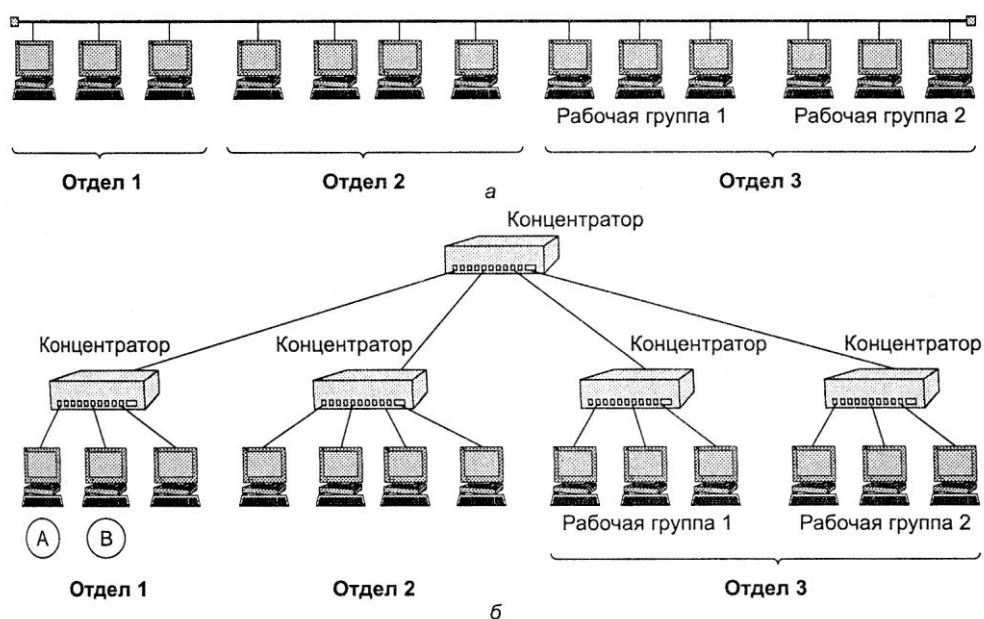 Рабочая группа 1 Рабочая группа 2
Отдел 1 Отдел 2 Отдел 3
а
Концентратор
Концентратор Концентратор Концентратор Концентратор
A B Рабочая группа 1 Рабочая группа 2
Отдел 1 Отдел 2 Отдел 3
б